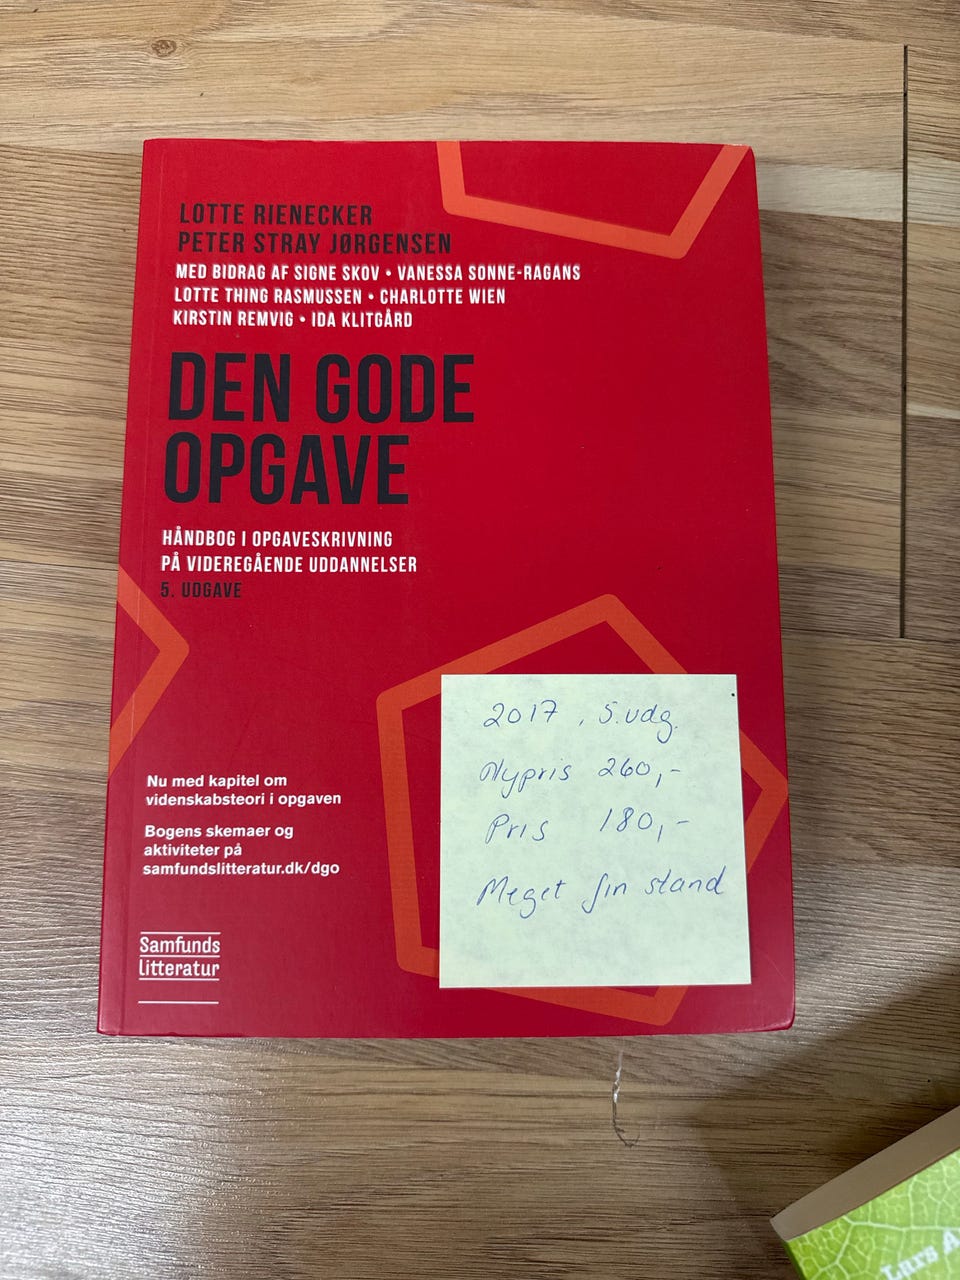 LOTTE RIENECKER
PETER STRAY JØRGENSEN
MED BIDRAG AF SIGNE SKOV • VANESSA SONNE-RAGANS
LOTTE THING RASMUSSEN • CHARLOTTE WIEN
KIRSTIN REMVIG • IDA KLITGÅRD
DEN GODE
OPGAVE
HÅNDBOG I OPGAVESKRIVNING
PÅ VIDEREGÅENDE UDDANNELSER
5. UDGAVE
Nu med kapitel om
videnskabsteori i opgaven
Bogens skemaer og
aktiviteter på
samfundslitteratur.dk/dgo
Samfunds
litteratur
2017, 5.udg.
Nypris 260,-
Pris 180,-
Meget fin stand
Lars A